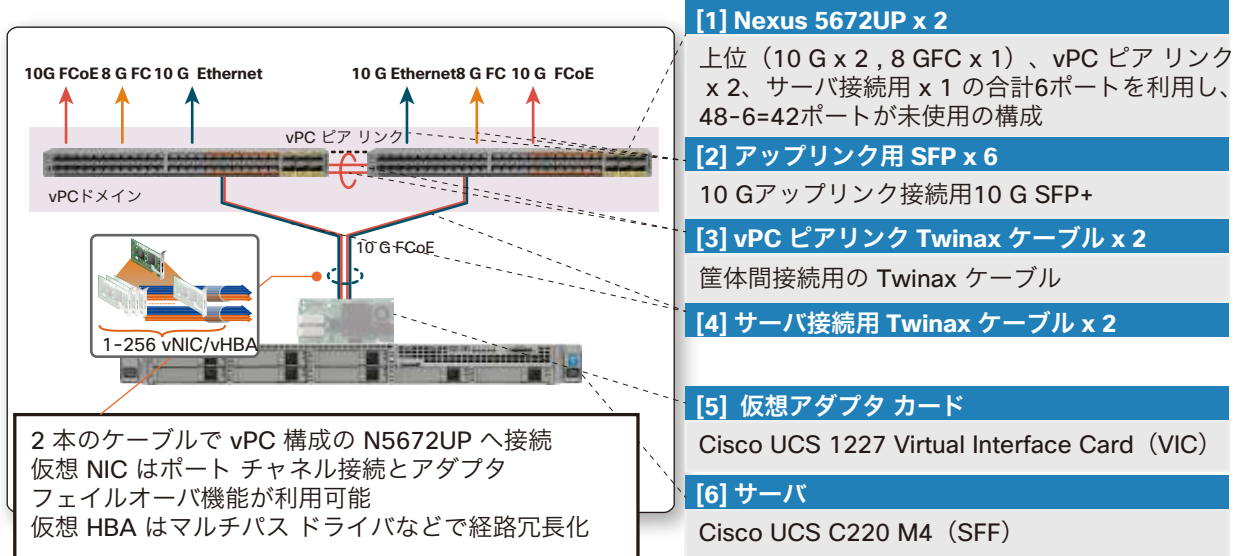 10G FCoE 8 G FC 10 G Ethernet
10 G Ethernet 8 G FC 10 G FCoE
vPC ピア リンク
vPCドメイン
10 G FCoE
1-256 vNIC/vHBA
2 本のケーブルで vPC 構成の N5672UP へ接続
仮想 NIC はポート チャネル接続とアダプタ
フェイルオーバ機能が利用可能
仮想 HBA はマルチパス ドライバなどで経路冗長化
[1] Nexus 5672UP x 2
上位（10 G x 2 , 8 GFC x 1）、vPC ピア リンク
x 2、サーバ接続用 x 1 の合計6ポートを利用し、
48-6=42ポートが未使用の構成
[2] アップリンク用 SFP x 6
10 Gアップリンク接続用10 G SFP+
[3] vPC ピアリンク Twinax ケーブル x 2
筐体間接続用の Twinax ケーブル
[4] サーバ接続用 Twinax ケーブル x 2
[5] 仮想アダプタ カード
Cisco UCS 1227 Virtual Interface Card（VIC）
[6] サーバ
Cisco UCS C220 M4（SFF）